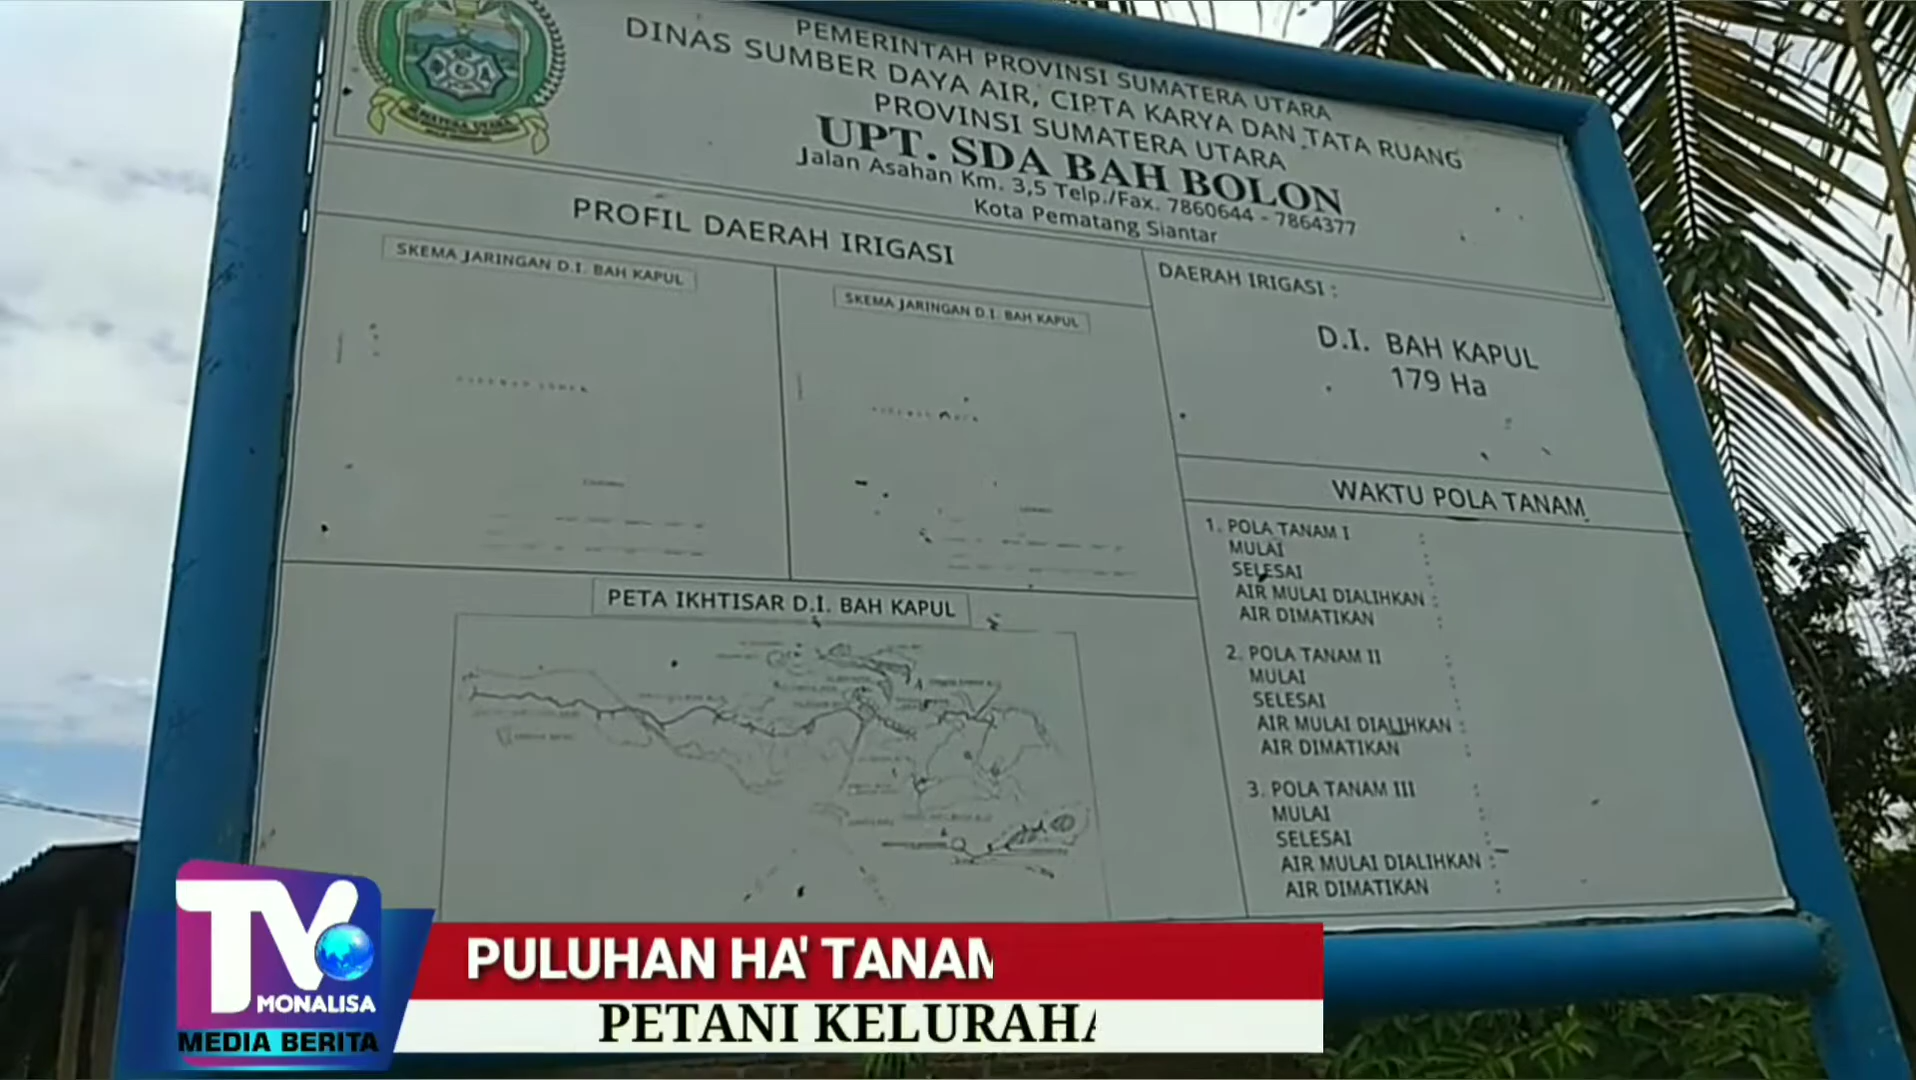 PEMERINTAH PROVINSI SUMATERA UTARA
DINAS SUMBER DAYA AIR, CIPTA KARYA DAN TATA RUANG
PROVINSI SUMATERA UTARA
UPT. SDA BAH BOLON
Jalan Asahan Km. 3,5 Telp./Fax. 7860644 - 7864377
Kota Pematang Siantar
PROFIL DAERAH IRIGASI
SKEMA JARINGAN D.I. BAH KAPUL
SKEMA JARINGAN D.I. BAH KAPUL
PETA IKHTISAR D.I. BAH KAPUL
DAERAH IRIGASI :
D.I. BAH KAPUL
179 Ha
WAKTU POLA TANAM
1. POLA TANAM I :
MULAI :
SELESAI :
AIR MULAI DIALIHKAN :
AIR DIMATIKAN :
2. POLA TANAM II :
MULAI :
SELESAI :
AIR MULAI DIALIHKAN :
AIR DIMATIKAN :
3. POLA TANAM III :
MULAI :
SELESAI :
AIR MULAI DIALIHKAN :
AIR DIMATIKAN :
TV
MONALISA
MEDIA BERITA
PULUHAN HA' TANAM
PETANI KELURAHA